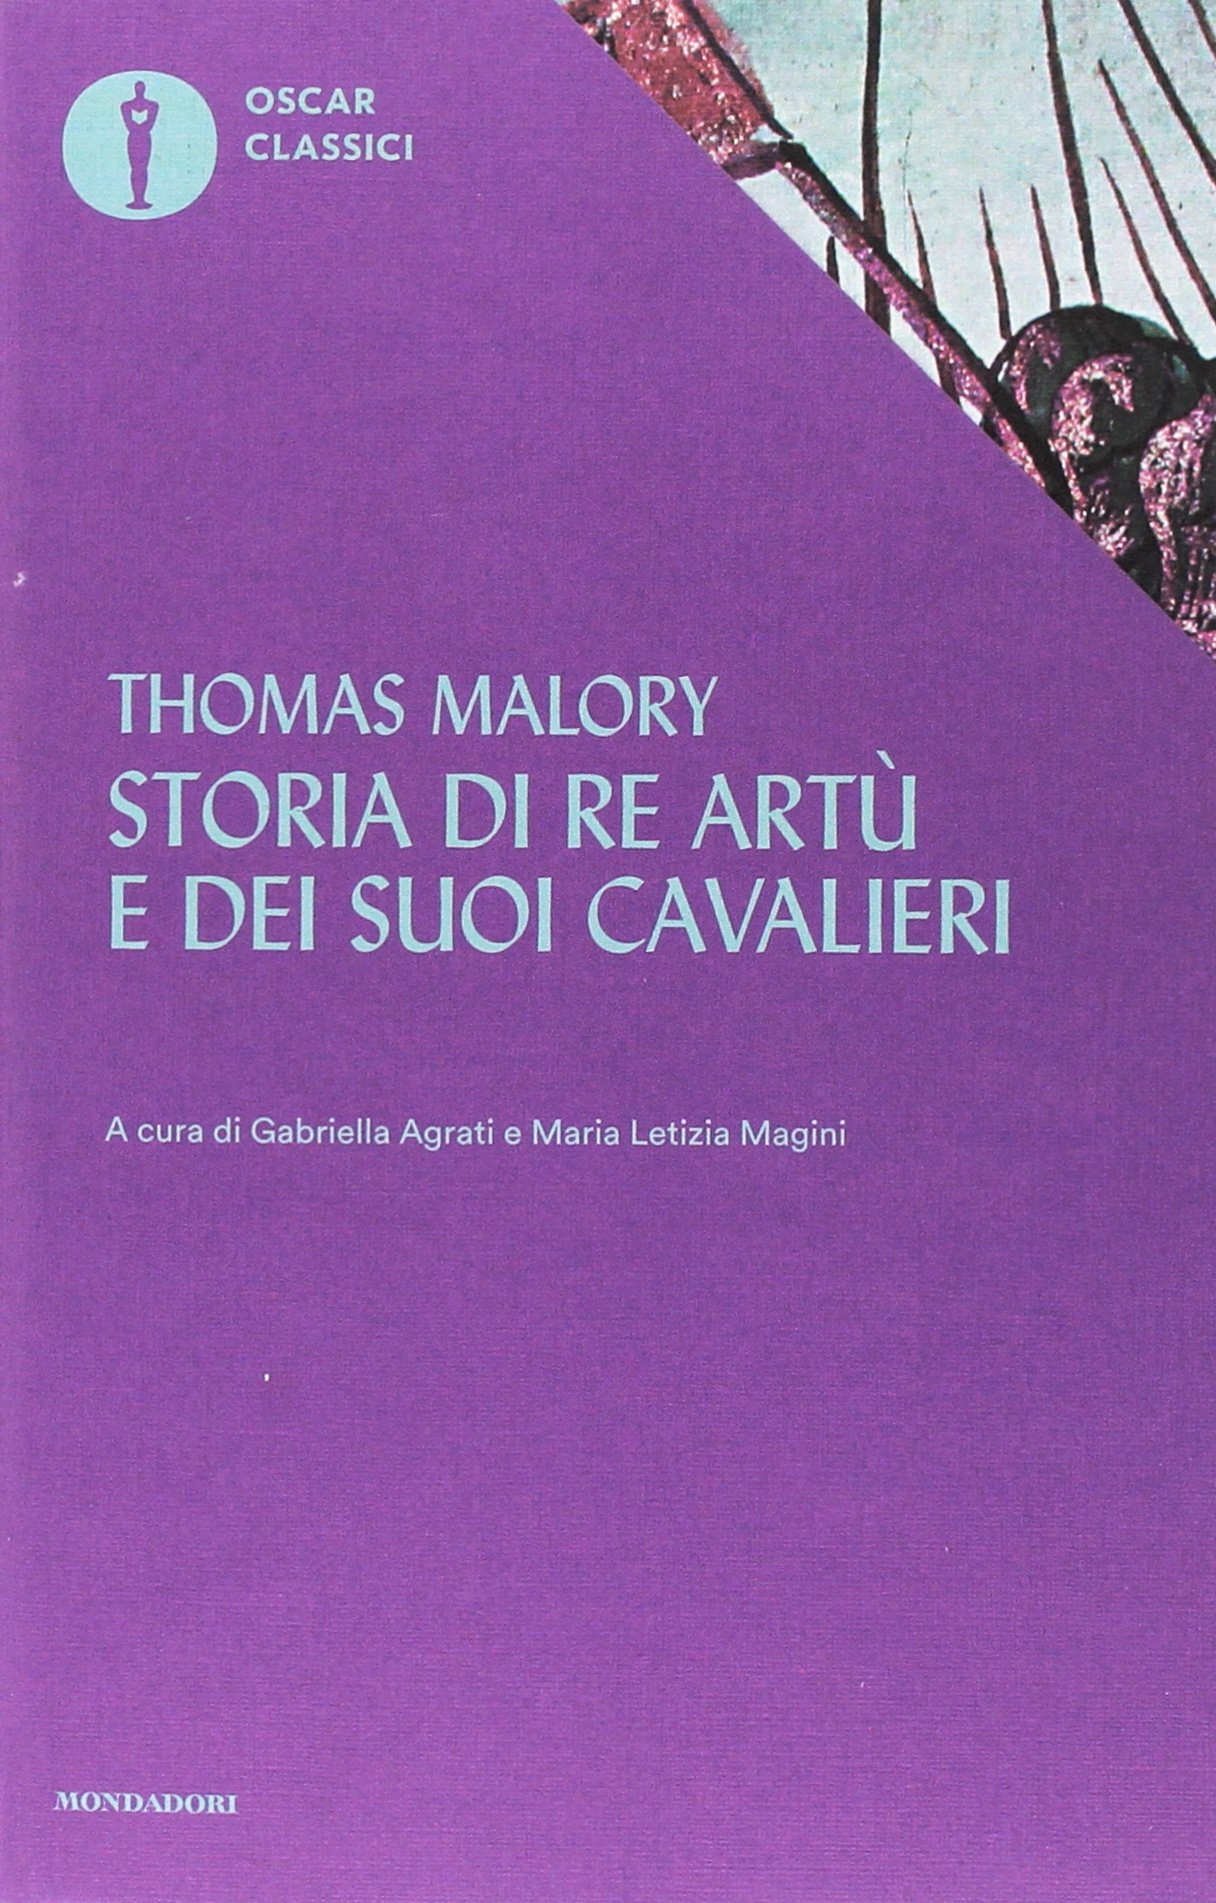 OSCAR
CLASSICI
THOMAS MALORY
STORIA DI RE ARTÙ
E DEI SUOI CAVALIERI
A cura di Gabriella Agrati e Maria Letizia Magini
MONDADORI